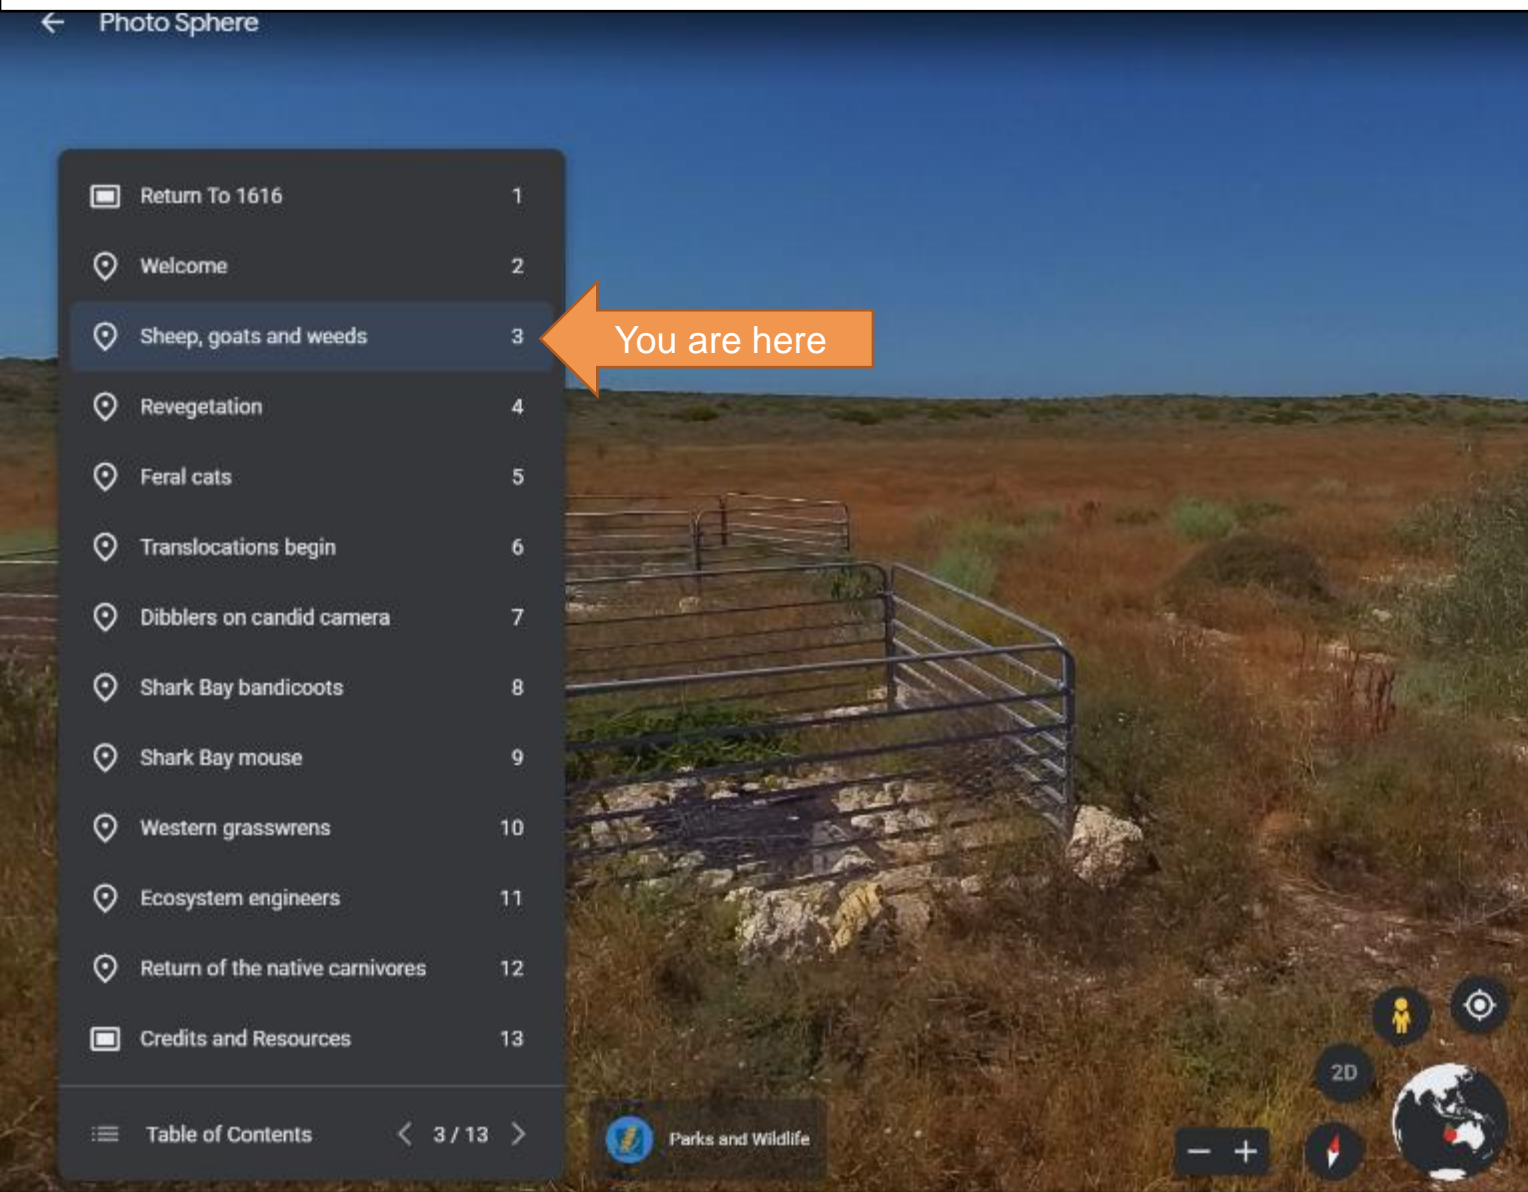 Photo Sphere
Return To 1616 1
Welcome 2
Sheep, goats and weeds 3
You are here
Revegetation 4
Feral cats 5
Translocations begin 6
Dibblers on candid camera 7
Shark Bay bandicoots 8
Shark Bay mouse 9
Western grasswrens 10
Ecosystem engineers 11
Return of the native carnivores 12
Credits and Resources 13
Table of Contents 3 / 13
Parks and Wildlife
2D